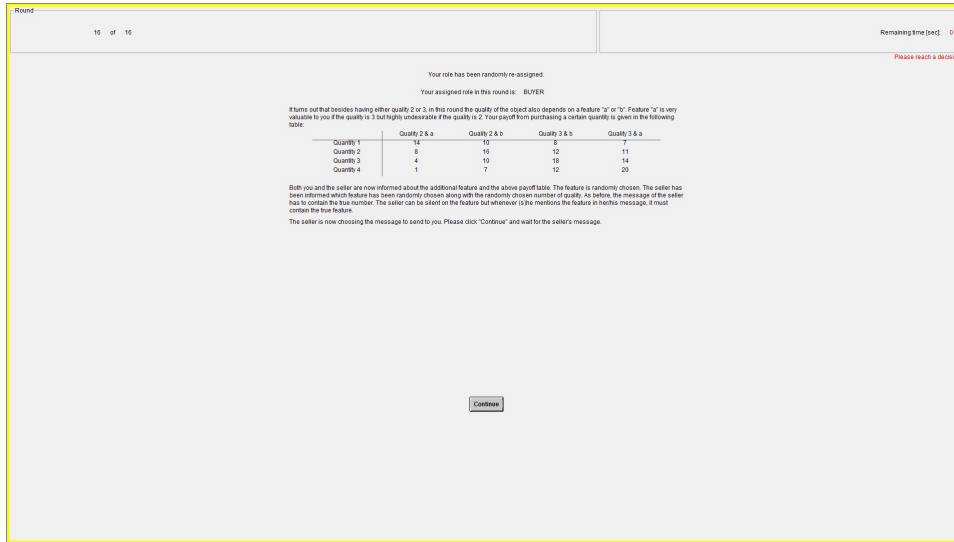 Round
16 of 16
Remaining time [sec]: 0
Please reach a decisi
Your role has been randomly re-assigned.
Your assigned role in this round is: BUYER
It turns out that besides having either quality 2 or 3, in this round the quality of the object also depends on a feature "a" or "b". Feature "a" is very
valuable to you if the quality is 3 but highly undesirable if the quality is 2. Your payoff from purchasing a certain quantity is given in the following
table:
Quality 2 & a Quality 2 & b Quality 3 & b Quality 3 & a
Quantity 1 14 10 8 7
Quantity 2 8 16 12 11
Quantity 3 4 10 18 14
Quantity 4 1 7 12 20
Both you and the seller are now informed about the additional feature and the above payoff table. The feature is randomly chosen. The seller has
been informed which feature has been randomly chosen along with the randomly chosen number of quality. As before, the message of the seller
has to contain the true number. The seller can be silent on the feature but whenever (s)he mentions the feature in her/his message, it must
contain the true feature.
The seller is now choosing the message to send to you. Please click "Continue" and wait for the seller's message.
Continue